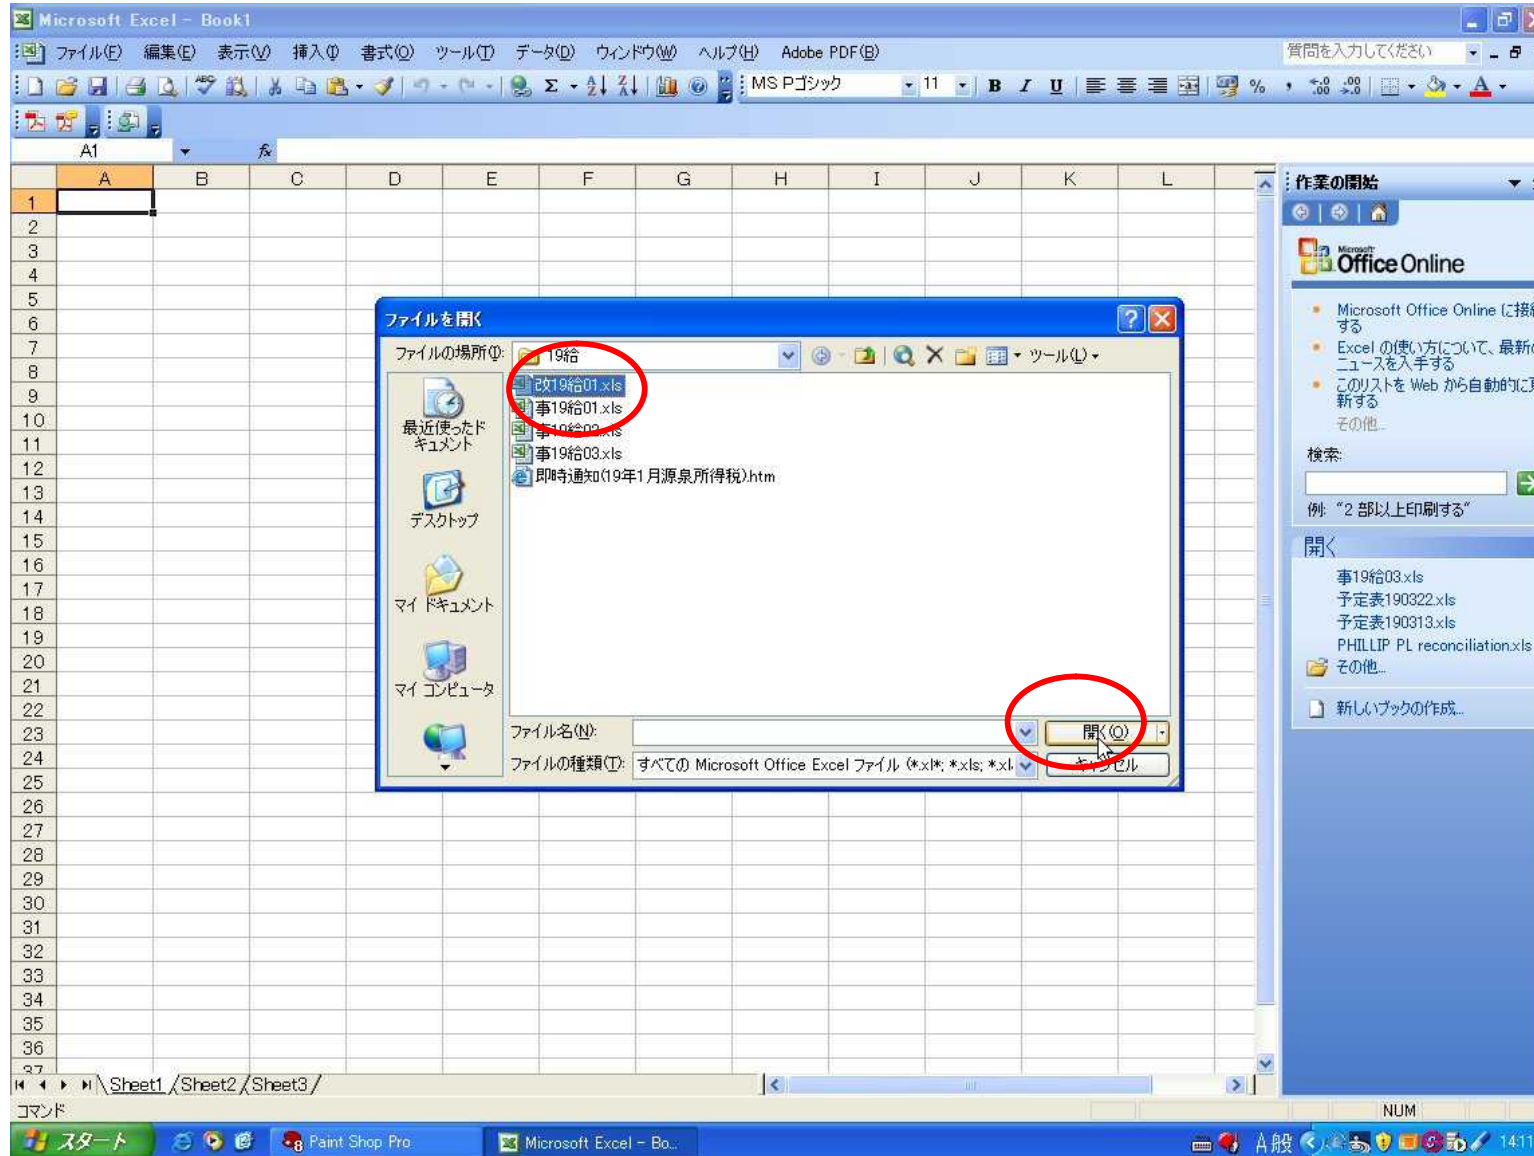 Microsoft Excel - Book1
ファイル(F) 編集(E) 表示(V) 挿入(I) 書式(O) ツール(T) データ(D) ウィンドウ(W) ヘルプ(H) Adobe PDF(B) 質問を入力してください
MS Pゴシック 11 B I U %
A1 fx
A B C D E F G H I J K L
1
2
3
4
5
6
7
8
9
10
11
12
13
14
15
16
17
18
19
20
21
22
23
24
25
26
27
28
29
30
31
32
33
34
35
36
37
ファイルを開く
ファイルの場所(I): 19給
ツール(L)
改19給01.xls
事19給01.xls
事19給03.xls
即時通知(19年1月源泉所得税).htm
最近使ったド
キュメント
デスクトップ
マイ ドキュメント
マイ コンピュータ
ファイル名(N):
開く(O)
ファイルの種類(T): すべての Microsoft Office Excel ファイル (*.xl*; *.xls; *.xl
キャンセル
作業の開始
Microsoft
Office Online
Microsoft Office Online に接続
する
Excel の使い方について、最新の
ニュースを入手する
このリストを Web から自動的に更
新する
その他...
検索:
例: "2 部以上印刷する"
開く
事19給03.xls
予定表190322.xls
予定表190313.xls
PHILLIP PL reconciliation.xls
その他...
新しいブックの作成...
Sheet1 Sheet2 Sheet3
コマンド NUM
スタート Paint Shop Pro Microsoft Excel - Bo... A般 14:11